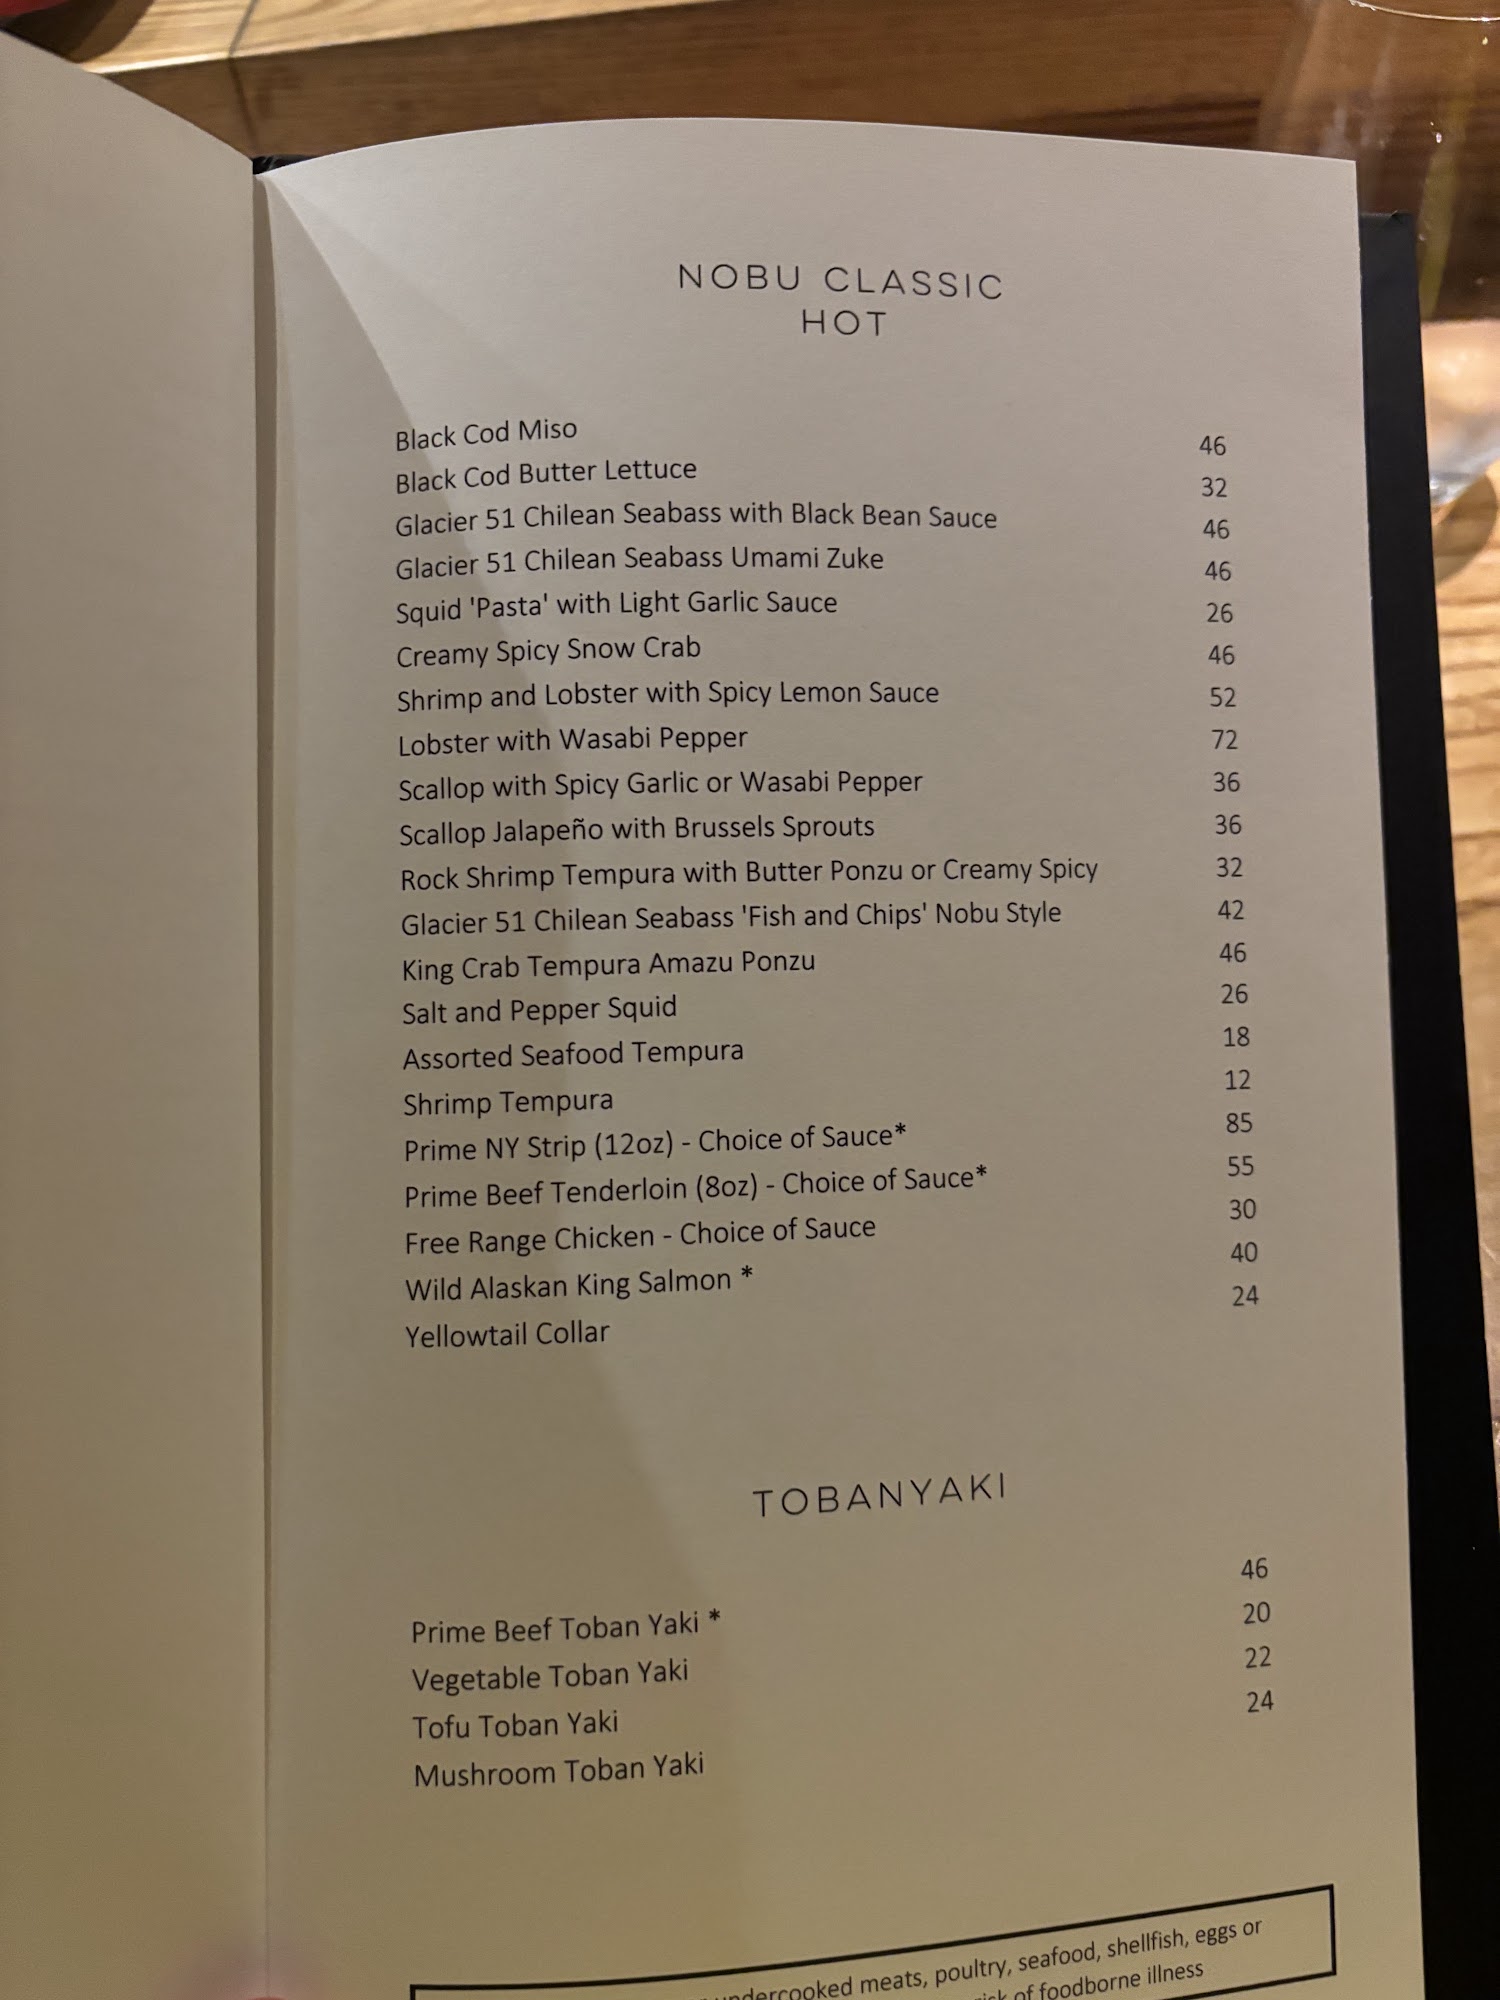 NOBU CLASSIC
HOT
Black Cod Miso 46
Black Cod Butter Lettuce 32
Glacier 51 Chilean Seabass with Black Bean Sauce 46
Glacier 51 Chilean Seabass Umami Zuke 46
Squid 'Pasta' with Light Garlic Sauce 26
Creamy Spicy Snow Crab 46
Shrimp and Lobster with Spicy Lemon Sauce 52
Lobster with Wasabi Pepper 72
Scallop with Spicy Garlic or Wasabi Pepper 36
Scallop Jalapeño with Brussels Sprouts 36
Rock Shrimp Tempura with Butter Ponzu or Creamy Spicy 32
Glacier 51 Chilean Seabass 'Fish and Chips' Nobu Style 42
King Crab Tempura Amazu Ponzu 46
Salt and Pepper Squid 26
Assorted Seafood Tempura 18
Shrimp Tempura 12
Prime NY Strip (12oz) - Choice of Sauce* 85
Prime Beef Tenderloin (8oz) - Choice of Sauce* 55
Free Range Chicken - Choice of Sauce 30
Wild Alaskan King Salmon * 40
Yellowtail Collar 24
TOBANYAKI
Prime Beef Toban Yaki * 46
Vegetable Toban Yaki 20
Tofu Toban Yaki 22
Mushroom Toban Yaki 24
meats, poultry, seafood, shellfish, eggs or
of foodborne illness